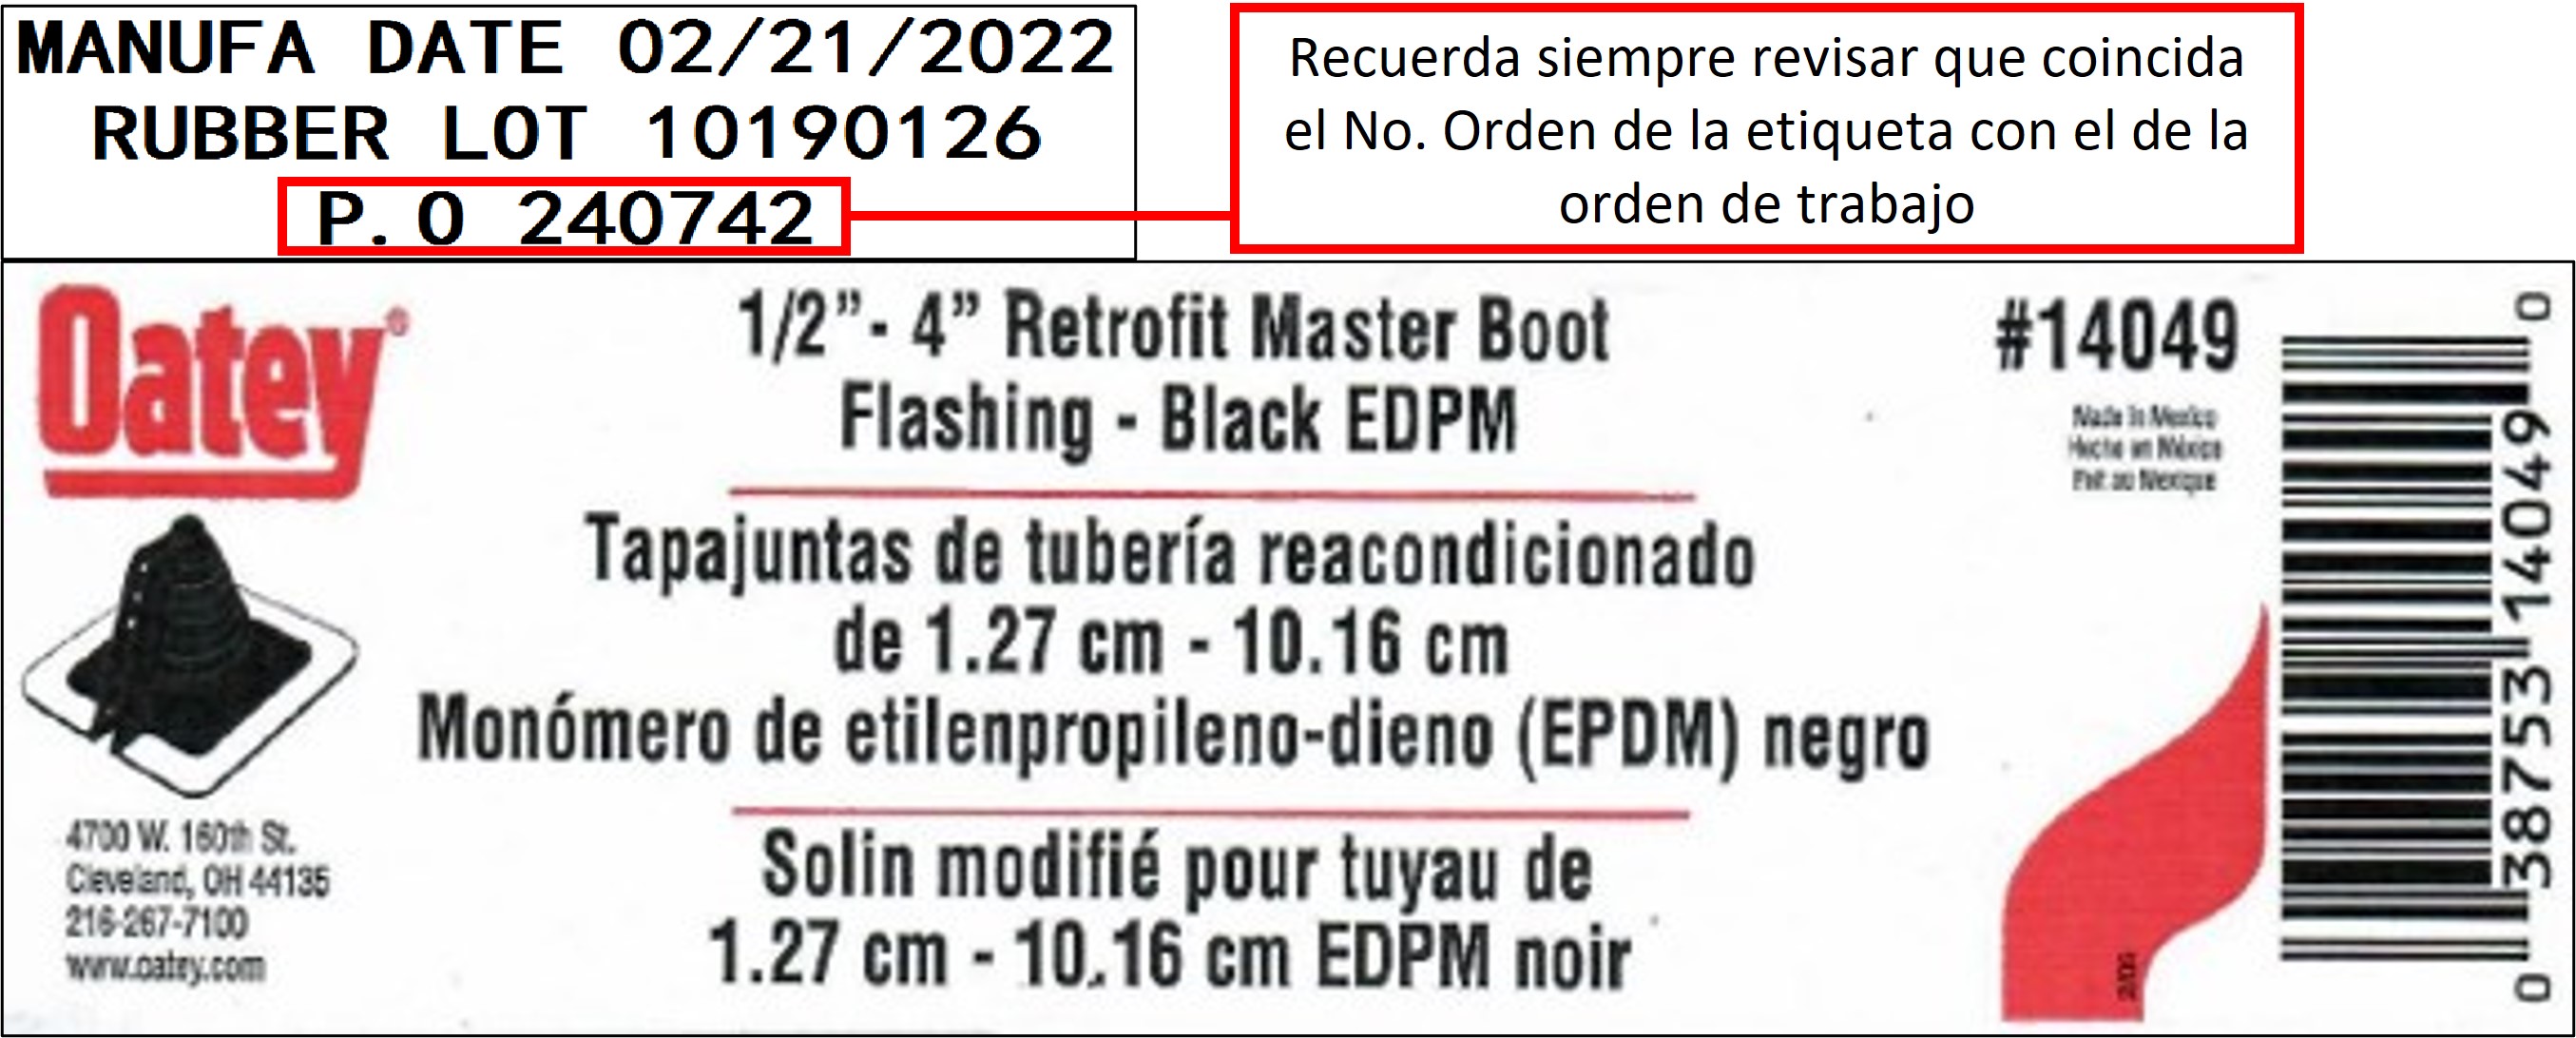 MANUFA DATE 02/21/2022
RUBBER LOT 10190126
P.O 240742
Recuerda siempre revisar que coincida
el No. Orden de la etiqueta con el de la
orden de trabajo
Oatey®
4700 W. 160th St.
Cleveland, OH 44135
216-267-7100
www.oatey.com
1/2”- 4” Retrofit Master Boot
Flashing - Black EDPM
Tapajuntas de tubería reacondicionado
de 1.27 cm - 10.16 cm
Monómero de etilenpropileno-dieno (EPDM) negro
Solin modifié pour tuyau de
1.27 cm - 10.16 cm EDPM noir
#14049
Made In Mexico
Hecho en México
Fait au Mexique
0 38753 14049 0